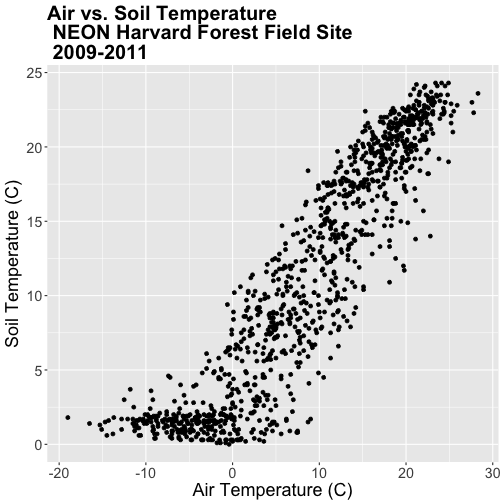 Air vs. Soil Temperature
NEON Harvard Forest Field Site
2009-2011
25
20
15
10
5
0
Soil Temperature (C)
-20 -10 0 10 20 30
Air Temperature (C)